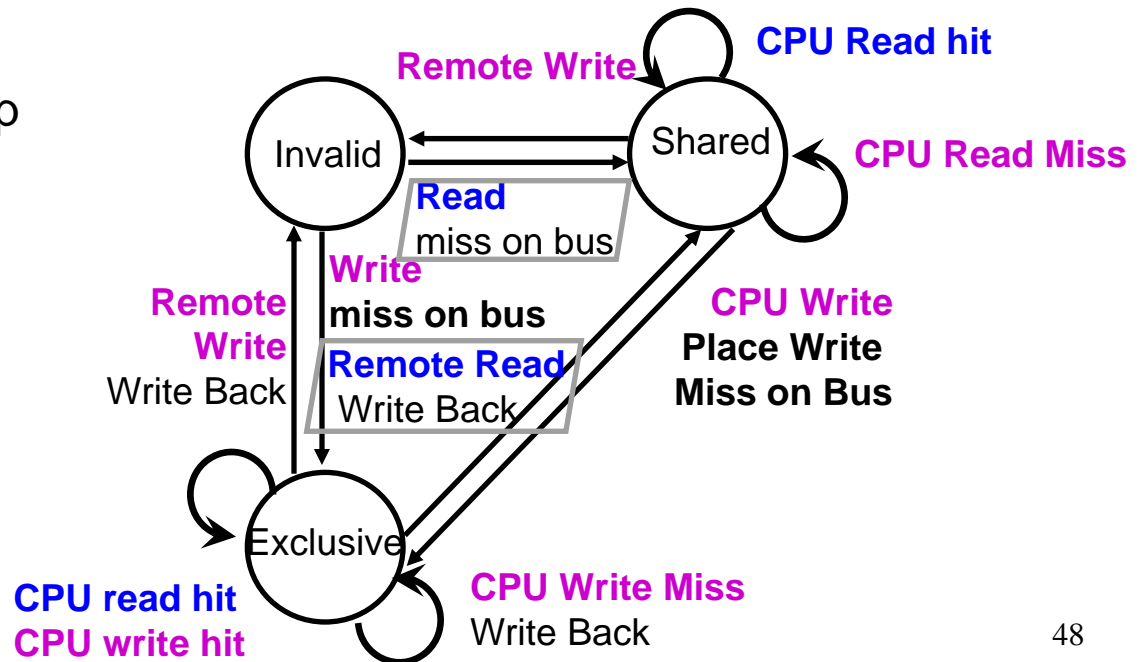 CPU Read hit
Remote Write
p
Invalid
Shared
CPU Read Miss
Read
miss on bus
Write
miss on bus
Remote
Write
Write Back
Remote Read
Write Back
CPU Write
Place Write
Miss on Bus
Exclusive
CPU read hit
CPU write hit
CPU Write Miss
Write Back
48